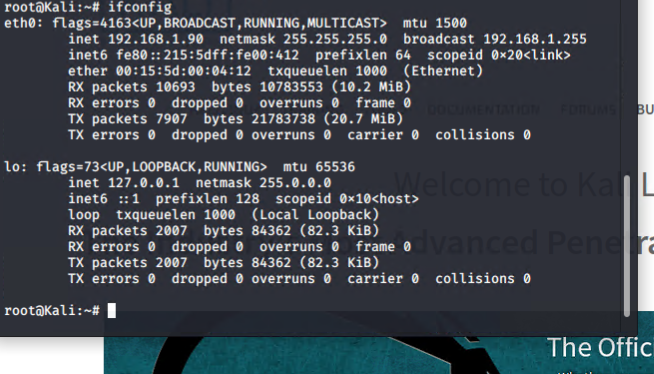 root@Kali:~# ifconfig
eth0: flags=4163<UP,BROADCAST,RUNNING,MULTICAST>  mtu 1500
        inet 192.168.1.90  netmask 255.255.255.0  broadcast 192.168.1.255
        inet6 fe80::215:5dff:fe00:412  prefixlen 64  scopeid 0×20<link>
        ether 00:15:5d:00:04:12  txqueuelen 1000  (Ethernet)
        RX packets 10693  bytes 10783553 (10.2 MiB)
        RX errors 0  dropped 0  overruns 0  frame 0
        TX packets 7907  bytes 21783738 (20.7 MiB)
        TX errors 0  dropped 0 overruns 0  carrier 0  collisions 0
lo: flags=73<UP,LOOPBACK,RUNNING>  mtu 65536
        inet 127.0.0.1  netmask 255.0.0.0
        inet6 ::1  prefixlen 128  scopeid 0×10<host>
        loop  txqueuelen 1000  (Local Loopback)
        RX packets 2007  bytes 84362 (82.3 KiB)
        RX errors 0  dropped 0  overruns 0  frame 0
        TX packets 2007  bytes 84362 (82.3 KiB)
        TX errors 0  dropped 0 overruns 0  carrier 0  collisions 0
root@Kali:~#
DOCUMENTATION FORUMS BU
Welcome to Kali L
Advanced Penetra
The Offic